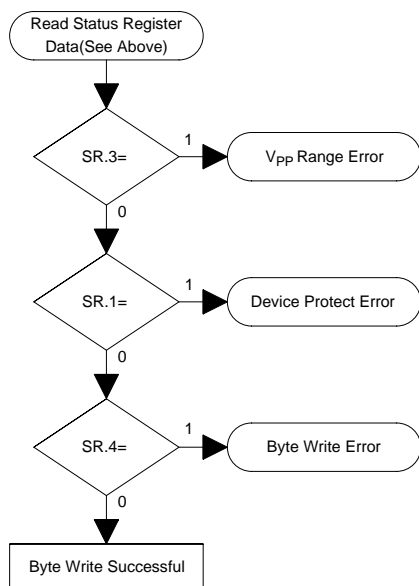 Read Status Register
Data(See Above)
SR.3=
1
VPP Range Error
0
SR.1=
1
Device Protect Error
0
SR.4=
1
Byte Write Error
0
Byte Write Successful